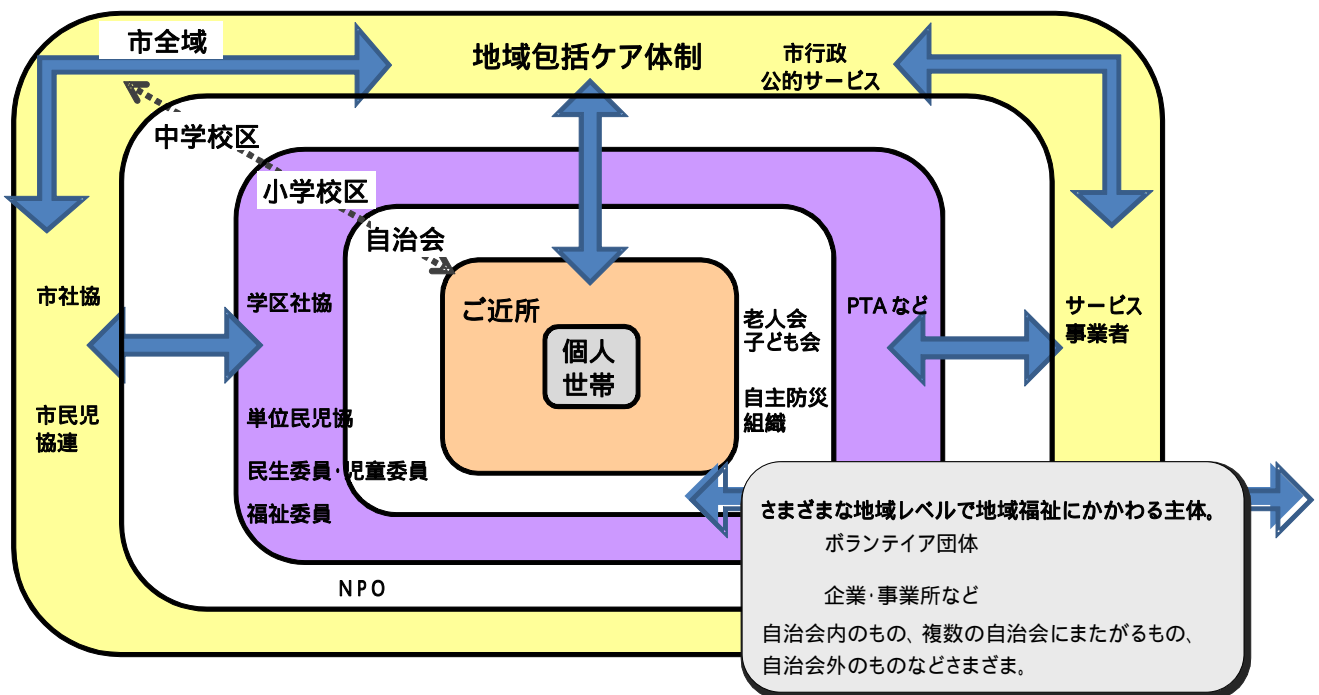 市全域
地域包括ケア体制
市行政
公的サービス
中学校区
小学校区
自治会
市社協
学区社協
ご近所
個人
世帯
老人会
子ども会
PTAなど
サービス
事業者
自主防災
組織
市民児
協連
単位民児協
民生委員・児童委員
福祉委員
NPO
さまざまな地域レベルで地域福祉にかかわる主体。
ボランテイア団体
企業・事業所など
自治会内のもの、複数の自治会にまたがるもの、
自治会外のものなどさまざま。